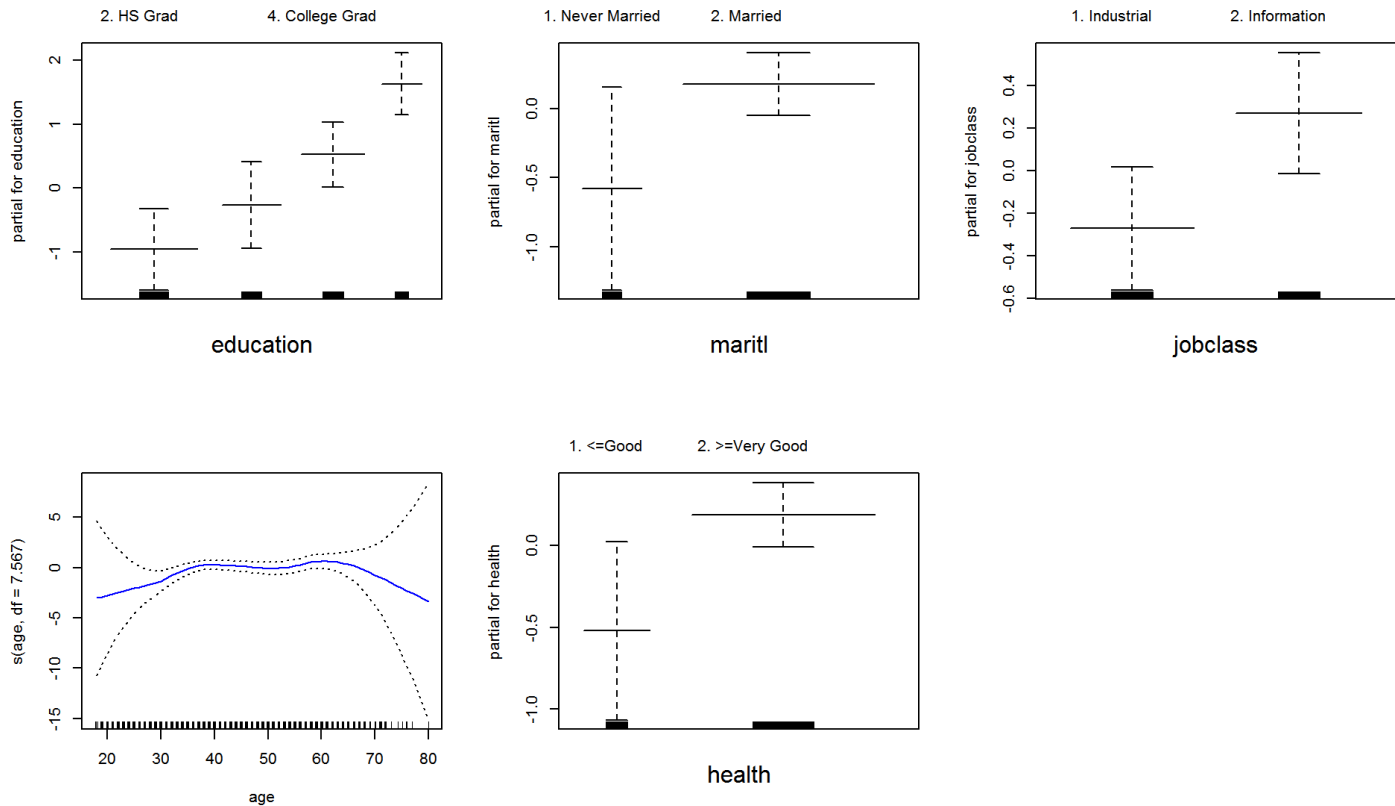 2. HS Grad 4. College Grad
partial for education
2
1
0
-1
education
1. Never Married 2. Married
partial for maritl
0.0
-0.5
-1.0
maritl
1. Industrial 2. Information
partial for jobclass
0.4
0.2
0.0
-0.2
-0.4
-0.6
jobclass
s(age, df = 7.567)
5
0
-5
-10
-15
20 30 40 50 60 70 80
age
1. <=Good 2. >=Very Good
partial for health
0.0
-0.5
-1.0
health